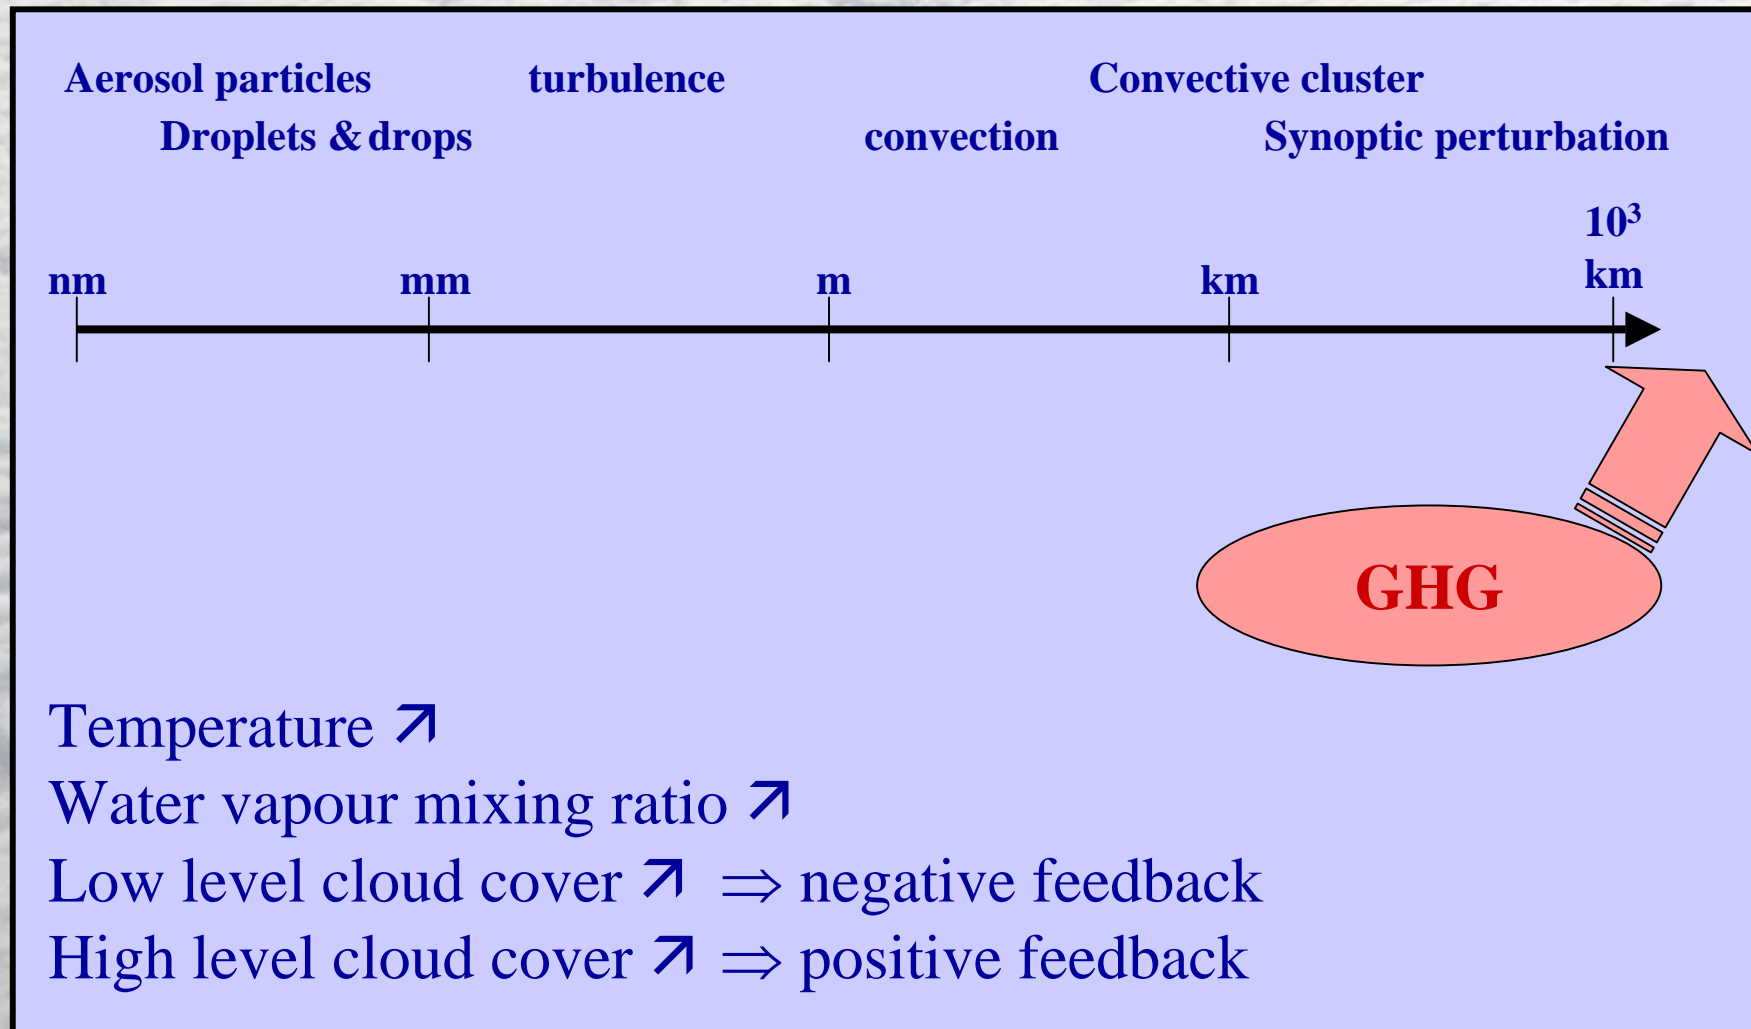 Aerosol particles turbulence Convective cluster
Droplets & drops convection Synoptic perturbation
10³
nm mm m km km
GHG
Temperature ↗
Water vapour mixing ratio ↗
Low level cloud cover ↗ ⇒ negative feedback
High level cloud cover ↗ ⇒ positive feedback